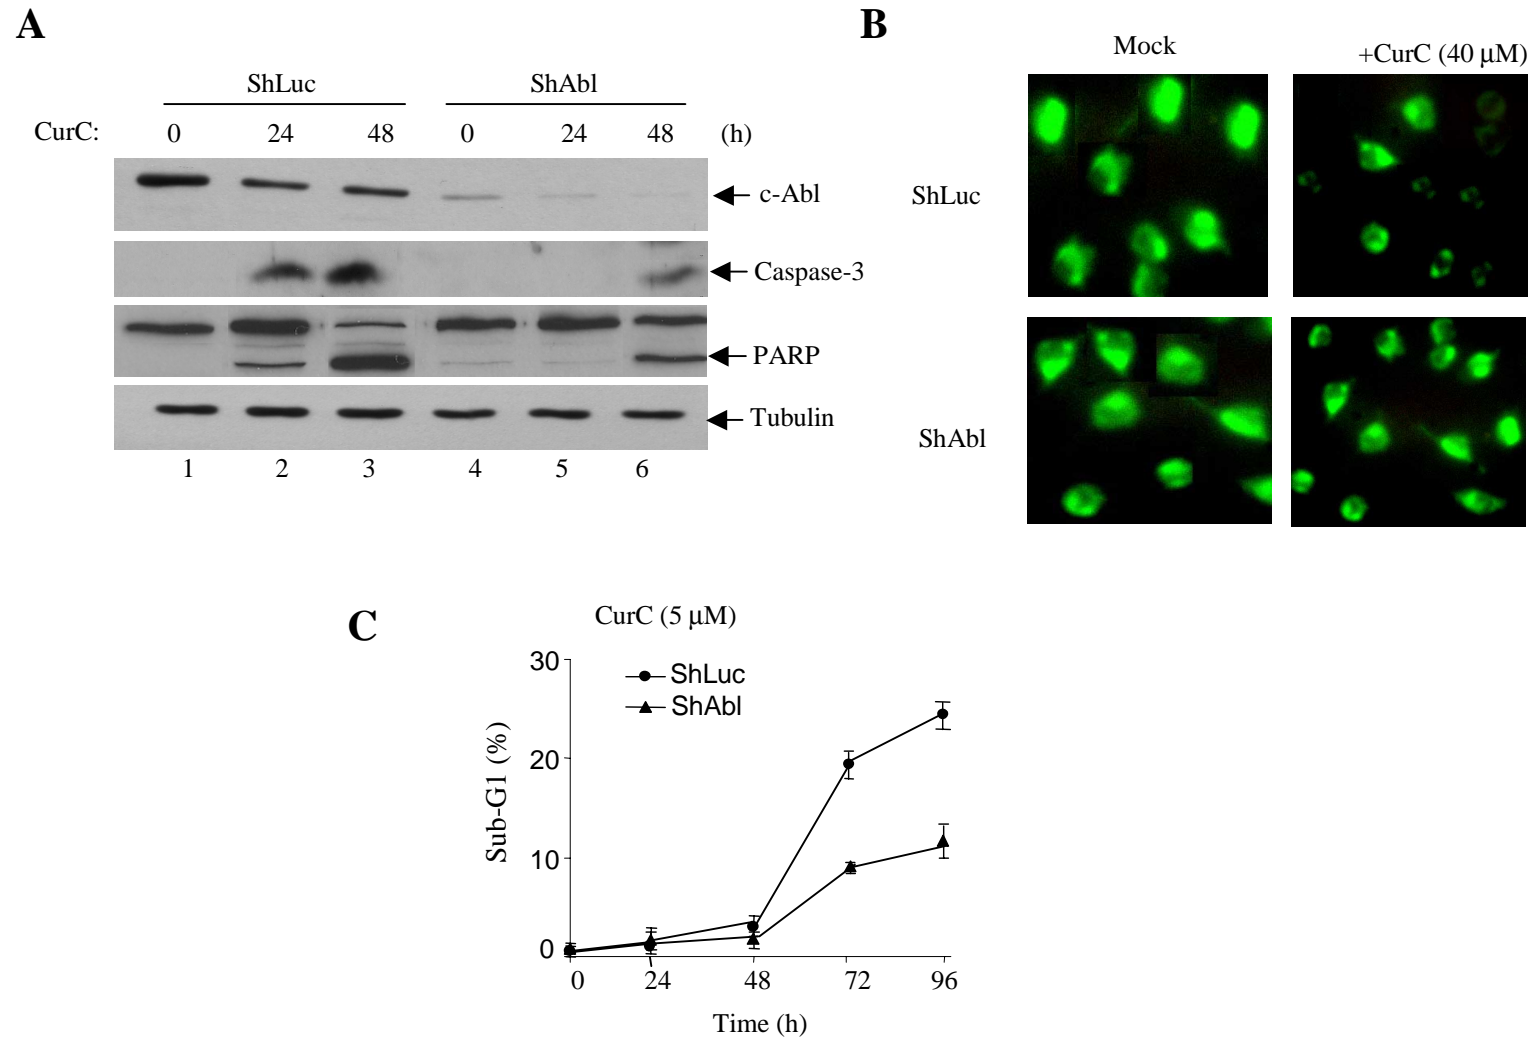 A
ShLuc ShAbl
CurC: 0 24 48 0 24 48 (h)
c-Abl
Caspase-3
PARP
Tubulin
1 2 3 4 5 6
B
Mock +CurC (40 μM)
ShLuc
ShAbl
C
CurC (5 μM)
ShLuc
ShAbl
30
20
10
0
Sub-G1 (%)
0 24 48 72 96
Time (h)